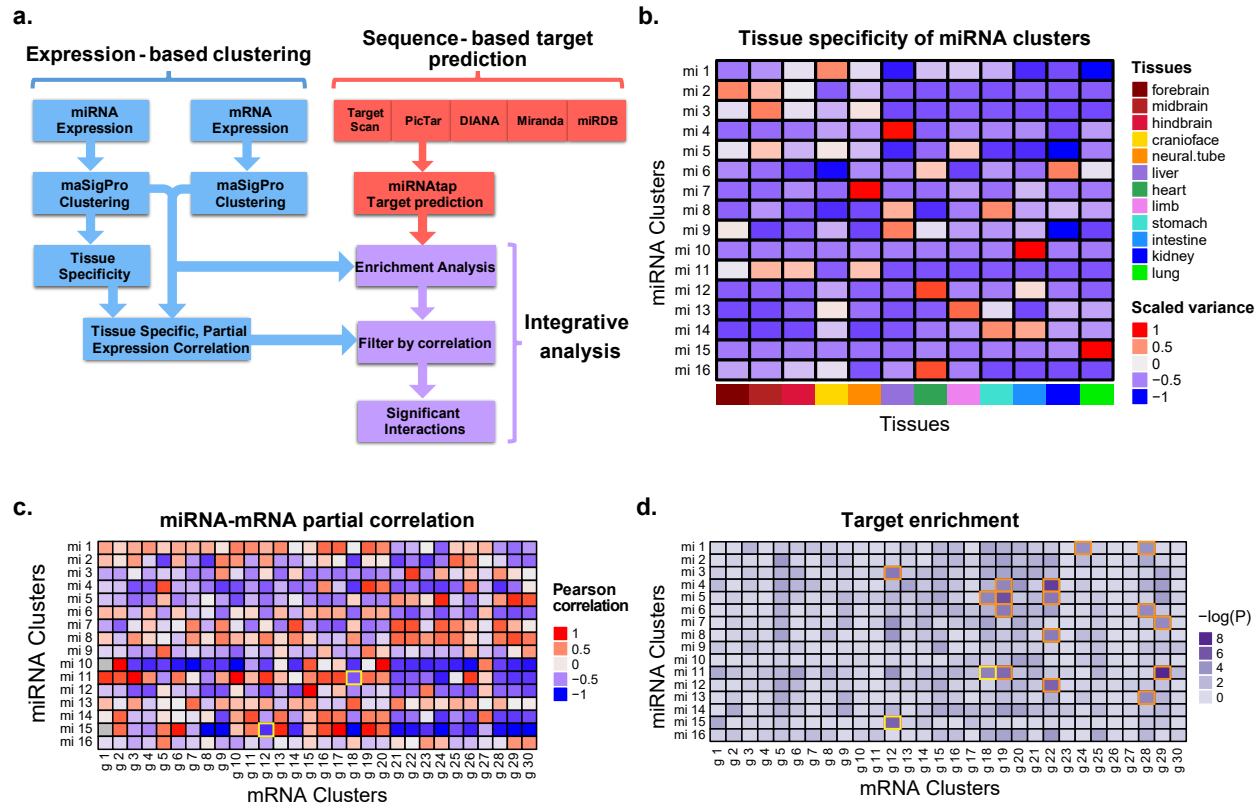 a.
Expression-based clustering
Sequence-based target
prediction
miRNA
Expression
mRNA
Expression
Target
Scan
PicTar
DIANA
Miranda
miRDB
maSigPro
Clustering
maSigPro
Clustering
miRNAtap
Target prediction
Tissue
Specificity
Enrichment Analysis
Tissue Specific, Partial
Expression Correlation
Filter by correlation
Integrative
analysis
Significant
Interactions
b.
Tissue specificity of miRNA clusters
miRNA Clusters
mi 1
mi 2
mi 3
mi 4
mi 5
mi 6
mi 7
mi 8
mi 9
mi 10
mi 11
mi 12
mi 13
mi 14
mi 15
mi 16
Tissues
Tissues
forebrain
midbrain
hindbrain
cranioface
neural.tube
liver
heart
limb
stomach
intestine
kidney
lung
Scaled variance
1
0.5
0
−0.5
−1
c.
miRNA-mRNA partial correlation
miRNA Clusters
mi 1
mi 2
mi 3
mi 4
mi 5
mi 6
mi 7
mi 8
mi 9
mi 10
mi 11
mi 12
mi 13
mi 14
mi 15
mi 16
g 1
g 2
g 3
g 4
g 5
g 6
g 7
g 8
g 9
g 10
g 11
g 12
g 13
g 14
g 15
g 16
g 17
g 18
g 19
g 20
g 21
g 22
g 23
g 24
g 25
g 26
g 27
g 28
g 29
g 30
mRNA Clusters
Pearson
correlation
1
0.5
0
−0.5
−1
d.
Target enrichment
miRNA Clusters
mi 1
mi 2
mi 3
mi 4
mi 5
mi 6
mi 7
mi 8
mi 9
mi 10
mi 11
mi 12
mi 13
mi 14
mi 15
mi 16
g 1
g 2
g 3
g 4
g 5
g 6
g 7
g 8
g 9
g 10
g 11
g 12
g 13
g 14
g 15
g 16
g 17
g 18
g 19
g 20
g 21
g 22
g 23
g 24
g 25
g 26
g 27
g 28
g 29
g 30
mRNA Clusters
−log(P)
8
6
4
2
0